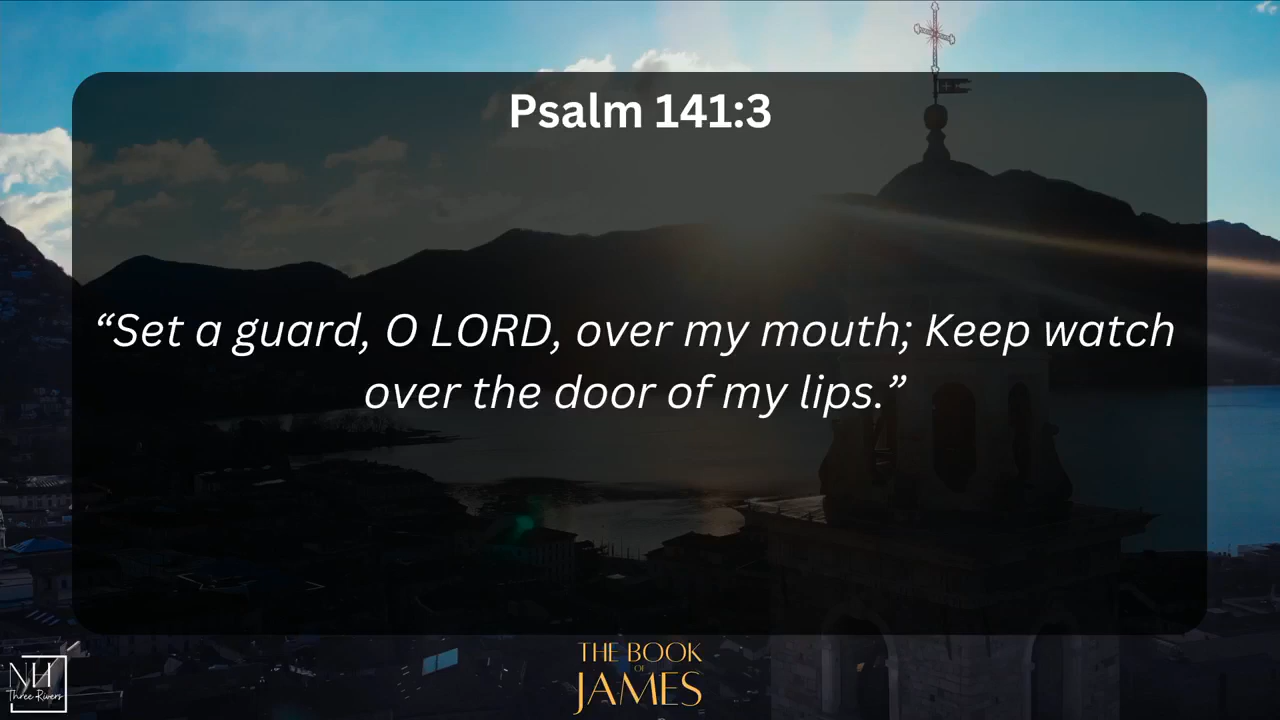 Psalm 141:3
“Set a guard, O LORD, over my mouth; Keep watch
over the door of my lips.”
THE BOOK
OF
JAMES
NH
Three Rivers